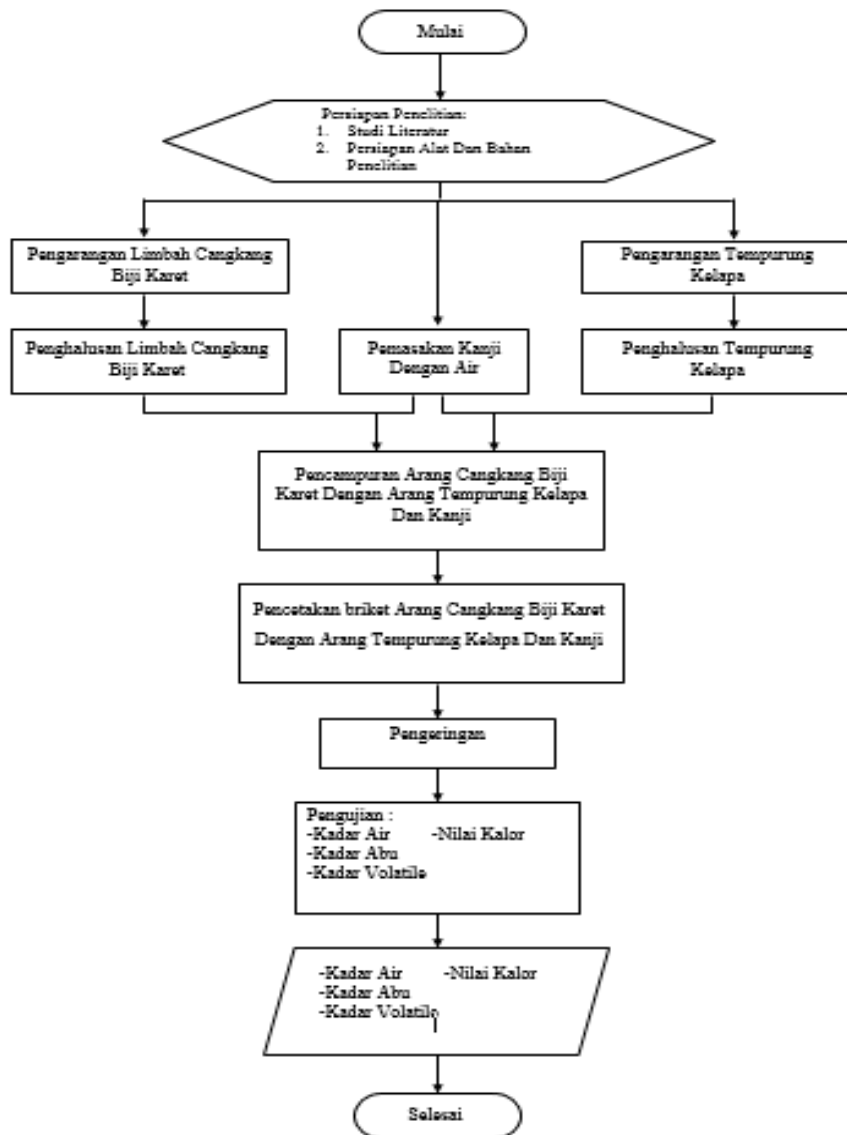 Mulai
Persiapan Penelitian:
1. Studi Literatur
2. Persiapan Alat Dan Bahan
Penelitian
Pengarangan Limbah Cangkang
Biji Karet
Pengarangan Tempurung
Kelapa
Penghalusan Limbah Cangkang
Biji Karet
Pemasakan Kanji
Dengan Air
Penghalusan Tempurung
Kelapa
Pencampuran Arang Cangkang Biji
Karet Dengan Arang Tempurung Kelapa
Dan Kanji
Pencetakan briket Arang Cangkang Biji Karet
Dengan Arang Tempurung Kelapa Dan Kanji
Pengeringan
Pengujian :
-Kadar Air -Nilai Kalor
-Kadar Abu
-Kadar Volatile
-Kadar Air -Nilai Kalor
-Kadar Abu
-Kadar Volatile
Selesai